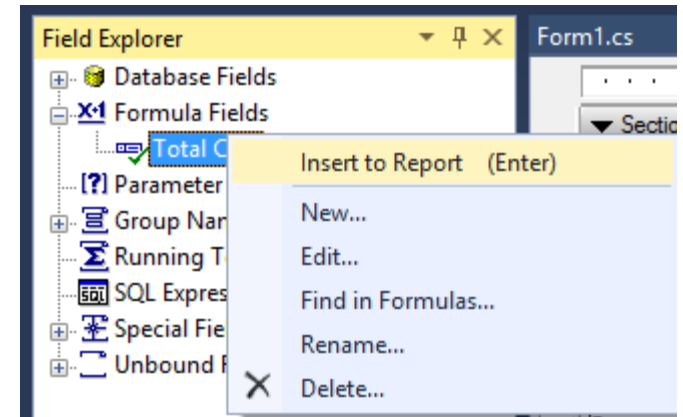 Field Explorer
Form1.cs
Database Fields
Formula Fields
Total C
Parameter
Group Nar
Running T
SQL Expres
Special Fie
Unbound F
Sectio
Insert to Report (Enter)
New...
Edit...
Find in Formulas...
Rename...
Delete...